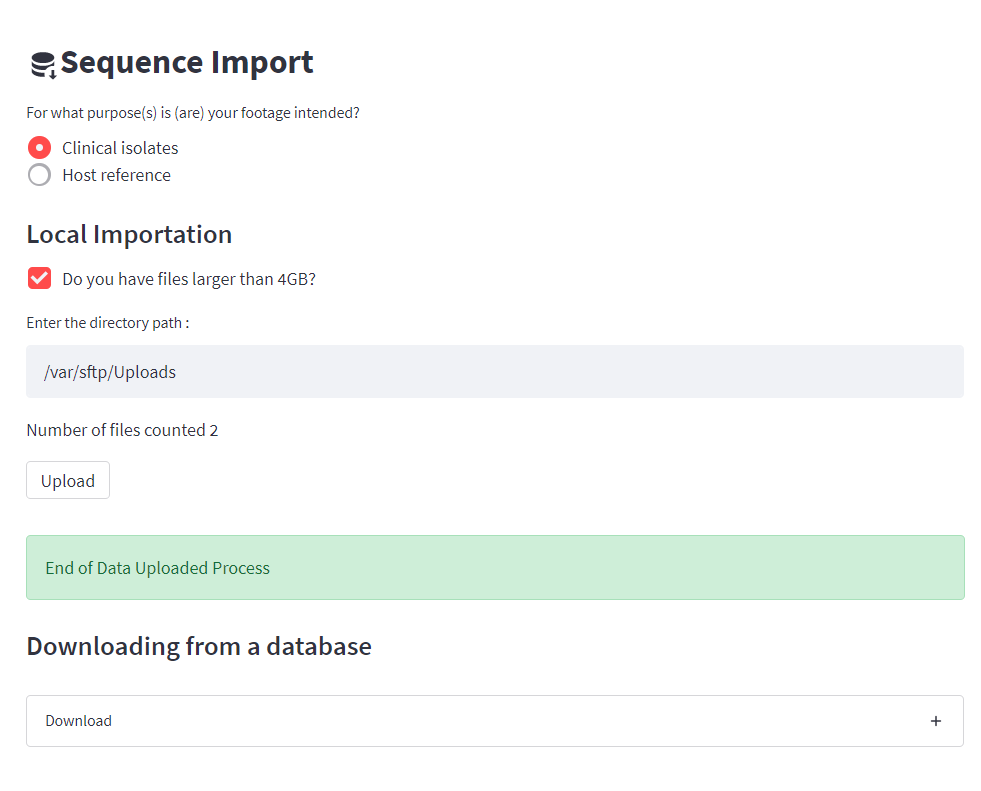 Sequence Import
For what purpose(s) is (are) your footage intended?
Clinical isolates
Host reference
Local Importation
Do you have files larger than 4GB?
Enter the directory path :
/var/sftp/Uploads
Number of files counted 2
Upload
End of Data Uploaded Process
Downloading from a database
Download